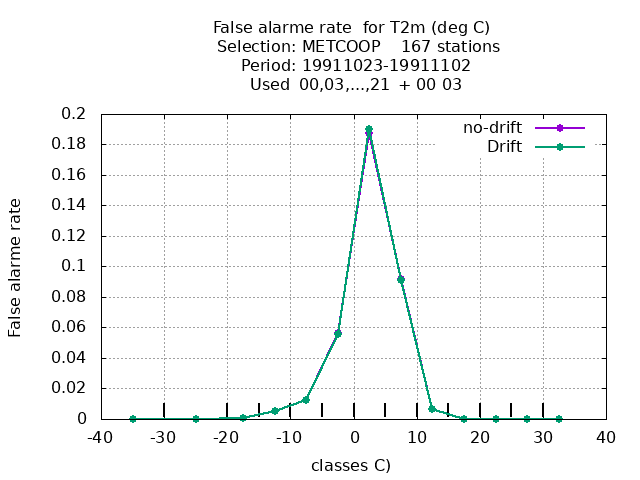 False alarme rate  for T2m (deg C)
Selection: METCOOP    167 stations
Period: 19911023-19911102
Used  00,03,...,21  + 00 03
no-drift
Drift
0.2
0.18
0.16
0.14
0.12
0.1
0.08
0.06
0.04
0.02
0
False alarme rate
-40 -30 -20 -10 0 10 20 30 40
classes C)